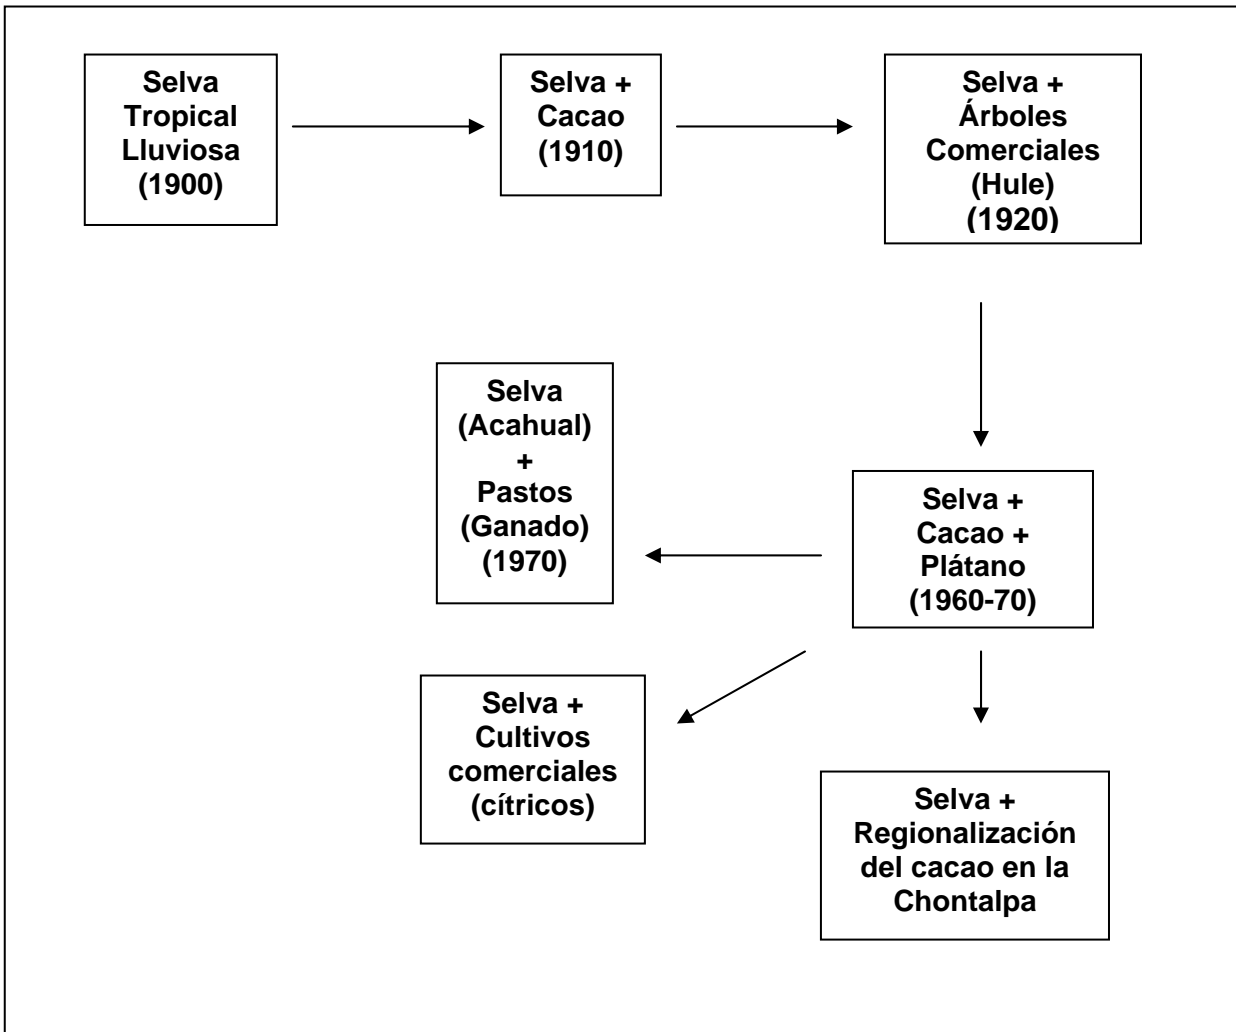 Selva
Tropical
Lluviosa
(1900)
Selva +
Cacao
(1910)
Selva +
Árboles
Comerciales
(Hule)
(1920)
Selva
(Acahual)
+
Pastos
(Ganado)
(1970)
Selva +
Cacao +
Plátano
(1960-70)
Selva +
Cultivos
comerciales
(cítricos)
Selva +
Regionalización
del cacao en la
Chontalpa